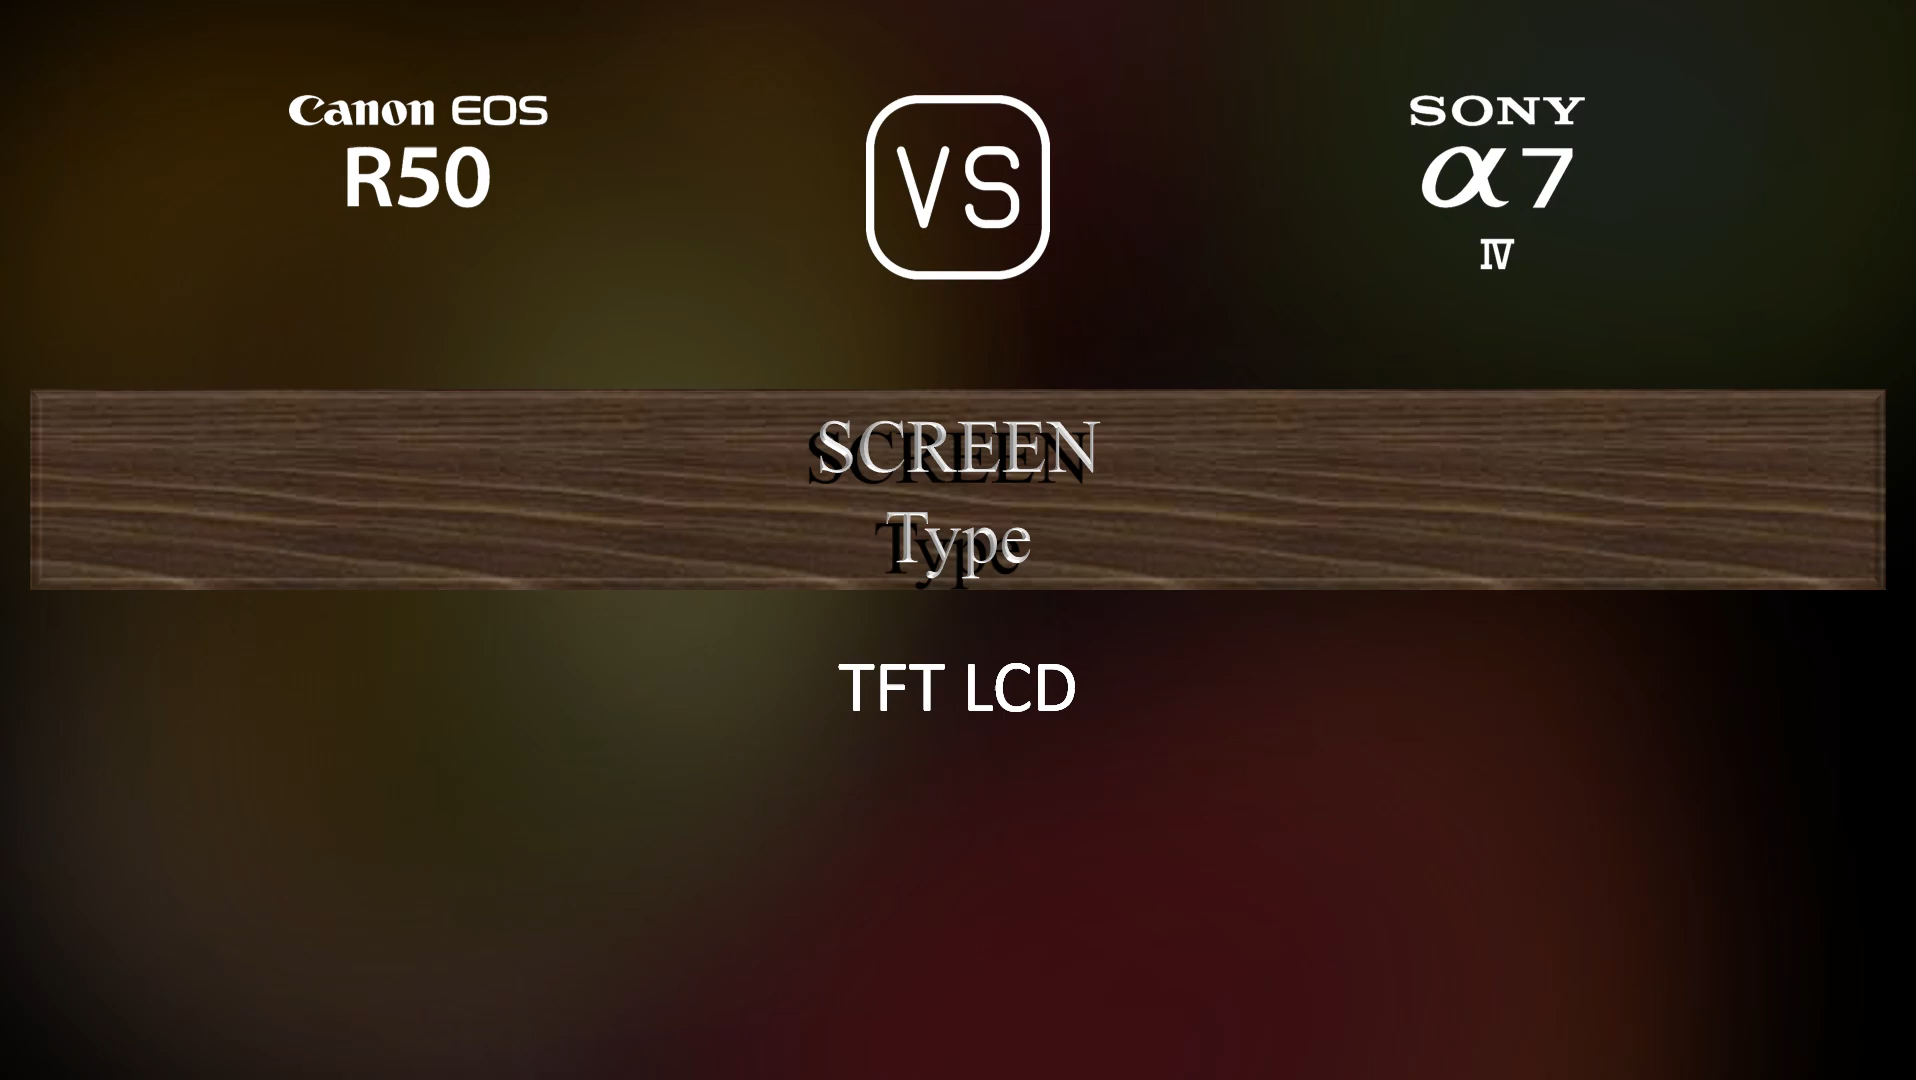 Canon EOS
R50
VS
SONY
α7
IV
SCREEN
Type
TFT LCD